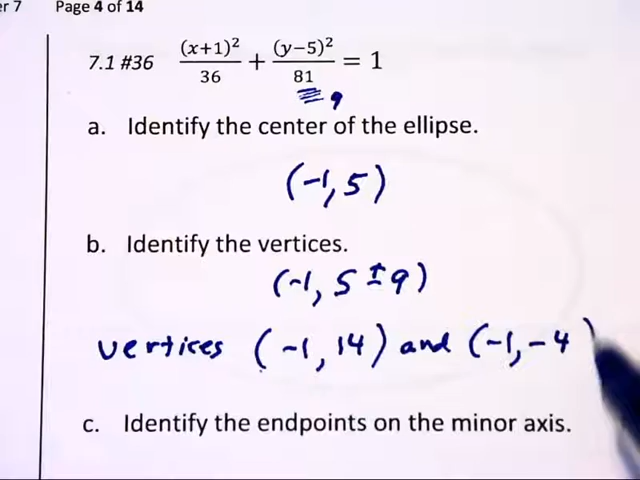 er 7 Page 4 of 14
7.1 #36 (x+1)²/36 + (y−5)²/81 = 1
9
a. Identify the center of the ellipse.
(-1, 5)
b. Identify the vertices.
(-1, 5 ± 9)
vertices (-1, 14) and (-1, -4)
c. Identify the endpoints on the minor axis.